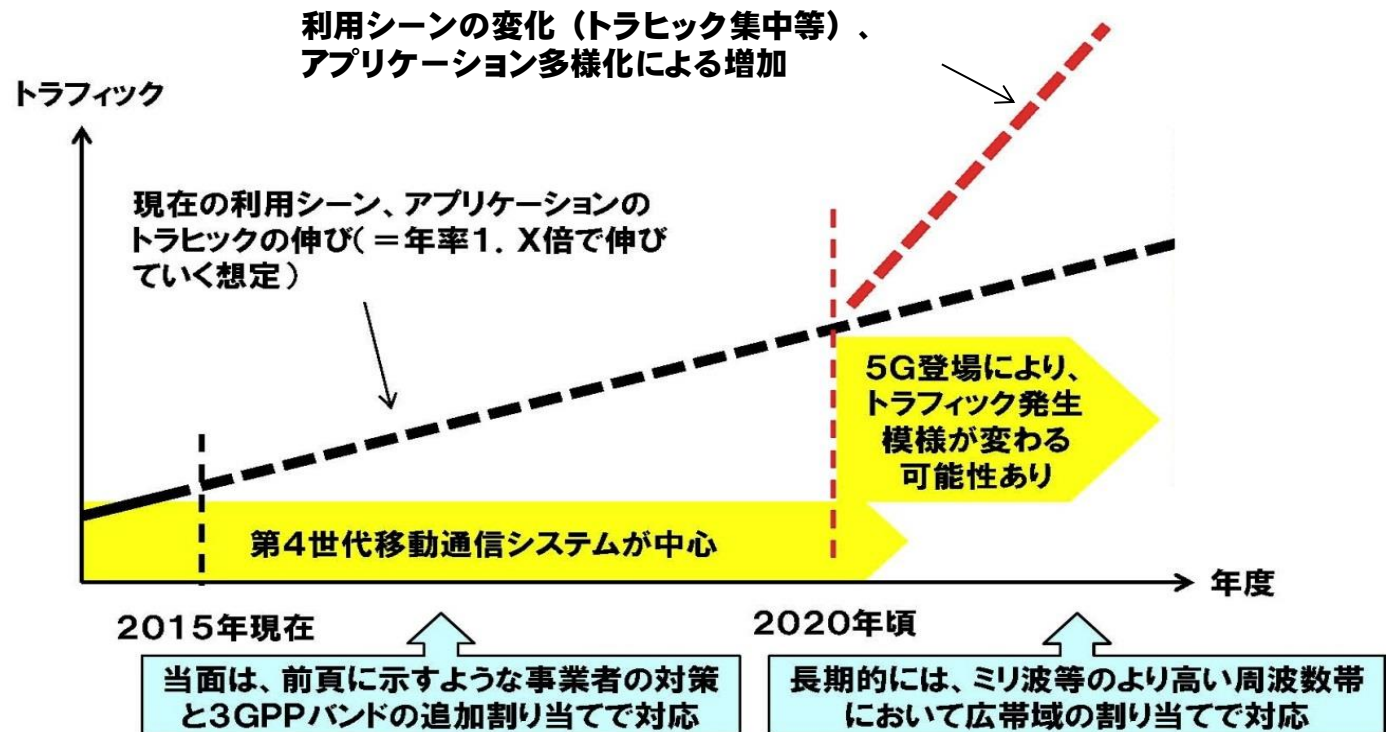 利用シーンの変化（トラヒック集中等）、
アプリケーション多様化による増加
トラフィック
現在の利用シーン、アプリケーションの
トラヒックの伸び（＝年率1．X倍で伸び
ていく想定）
5G登場により、
トラフィック発生
模様が変わる
可能性あり
第4世代移動通信システムが中心
年度
2015年現在
2020年頃
当面は、前頁に示すような事業者の対策
と3GPPバンドの追加割り当てで対応
長期的には、ミリ波等のより高い周波数帯
において広帯域の割り当てで対応